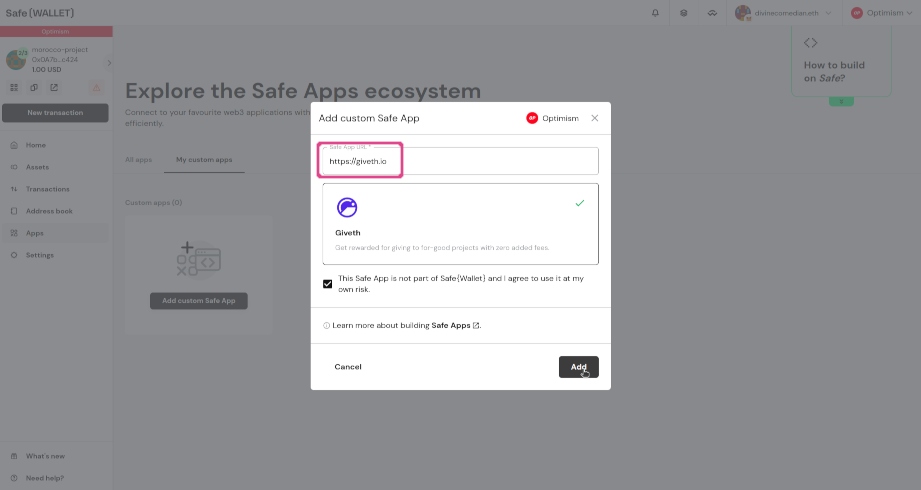 Safe{WALLET}
divinecomedian.eth
OP Optimism
Optimism
2/3
morocco-project
0x0A7b...c424
1.00 USD
New transaction
Home
Assets
Transactions
Address book
Apps
Settings
What's new
Need help?
Explore the Safe Apps ecosystem
Connect to your favourite web3 applications with
efficiently.
How to build
on Safe?
All apps
My custom apps
Custom apps (0)
Add custom Safe App
Add custom Safe App
OP Optimism
Safe App URL *
https://giveth.io
Giveth
Get rewarded for giving to for-good projects with zero added fees.
This Safe App is not part of Safe{Wallet} and I agree to use it at my
own risk.
Learn more about building Safe Apps.
Cancel
Add